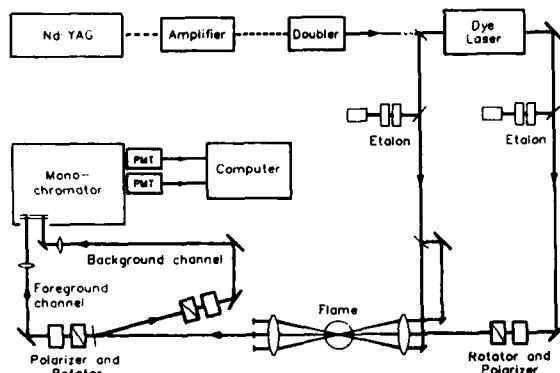 Nd:YAG
Amplifier
Doubler
Dye
Laser
Etalon
Etalon
Mono-
chromator
PMT
PMT
Computer
Background channel
Foreground
channel
Flame
Polarizer and
Rotator
Rotator and
Polarizer